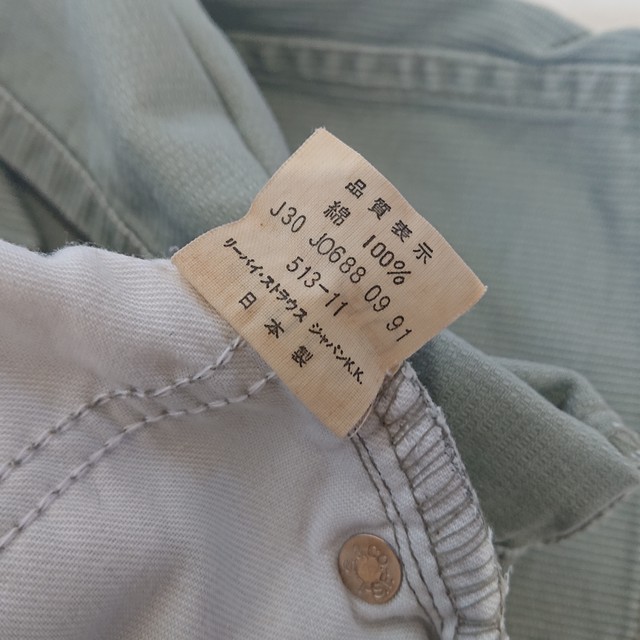 品質表示
綿 100%
J30 J0688 09 91
513-11
リーバイ・ストラウス ジャパンK.K.
日本製